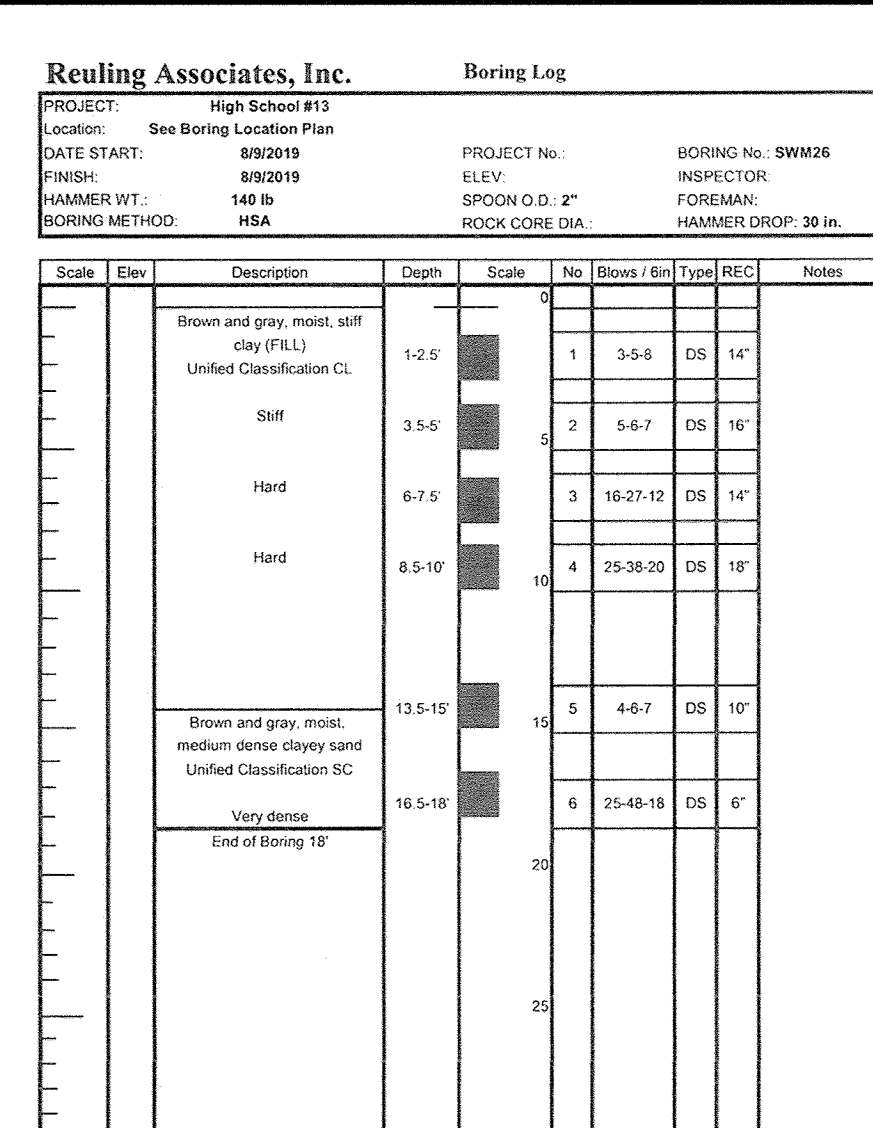 Reuling Associates, Inc. Boring Log
PROJECT: High School #13
Location: See Boring Location Plan
DATE START: 8/9/2019 PROJECT No.: BORING No.: SWM26
FINISH: 8/9/2019 ELEV: INSPECTOR:
HAMMER WT.: 140 lb SPOON O.D.: 2" FOREMAN:
BORING METHOD: HSA ROCK CORE DIA.: HAMMER DROP: 30 in.
Scale Elev Description Depth Scale No Blows / 6in Type REC Notes
0
Brown and gray, moist, stiff
clay (FILL)
1-2.5' 1 3-5-8 DS 14"
Unified Classification CL
Stiff 3.5-5' 2 5-6-7 DS 16"
5
Hard 6-7.5' 3 16-27-12 DS 14"
Hard 8.5-10' 4 25-38-20 DS 18"
10
13.5-15' 5 4-6-7 DS 10"
Brown and gray, moist, 15
medium dense clayey sand
Unified Classification SC
16.5-18' 6 25-48-18 DS 6"
Very dense
End of Boring 18'
20
25